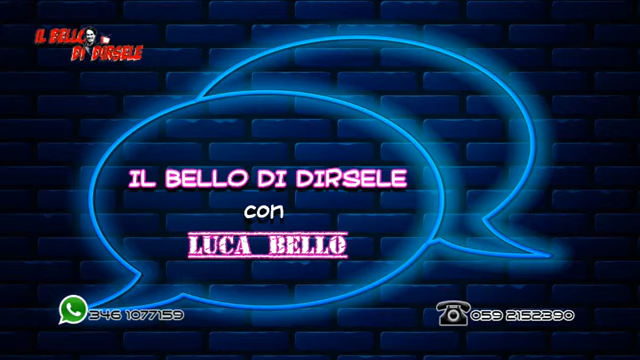 IL BELLO
DI DIRSELE
IL BELLO DI DIRSELE
con
LUCA BELLO
346 1077159
059 2152390